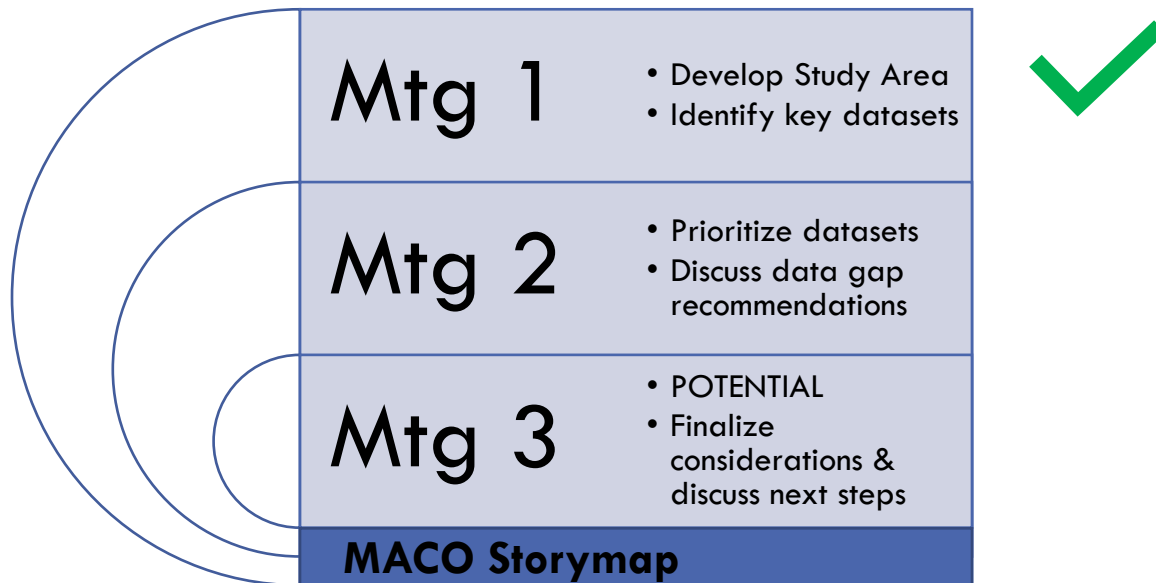 Mtg 1
• Develop Study Area
• Identify key datasets
Mtg 2
• Prioritize datasets
• Discuss data gap
recommendations
Mtg 3
• POTENTIAL
• Finalize
considerations &
discuss next steps
MACO Storymap